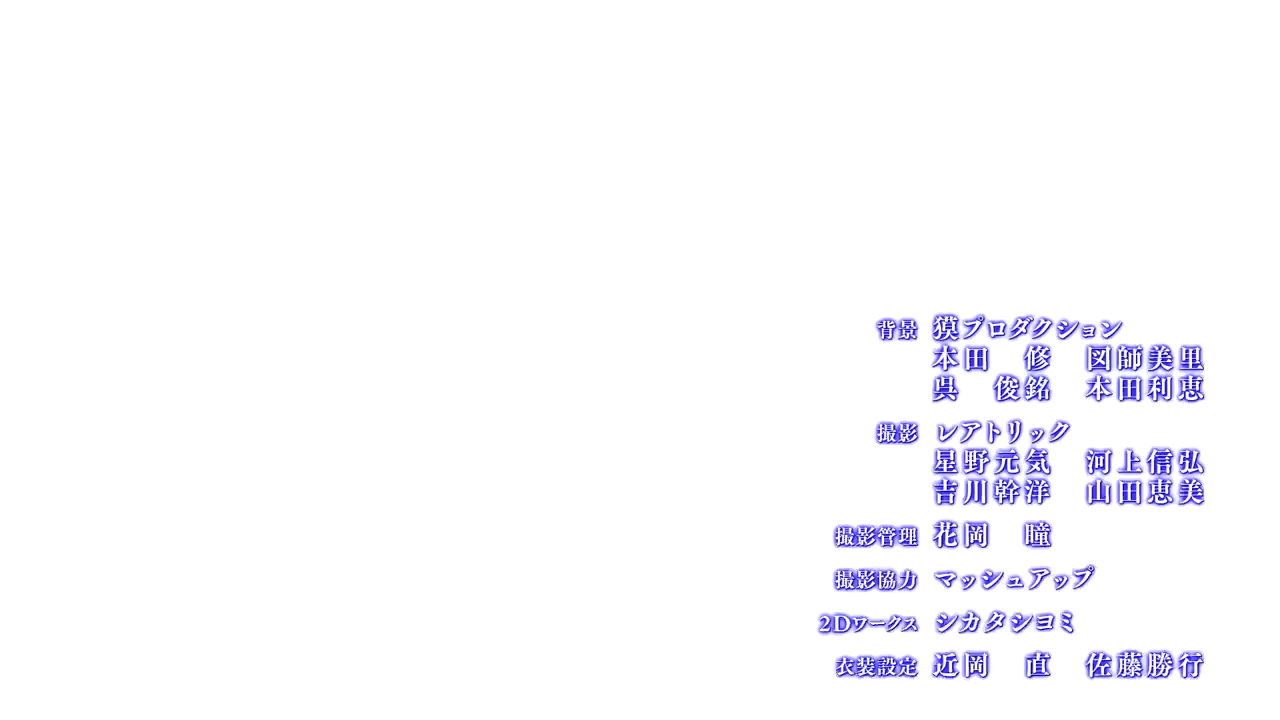 背景 獏プロダクション
本田　修　図師美里
呉　俊銘　本田利恵
撮影 レアトリック
星野元気　河上信弘
吉川幹洋　山田恵美
撮影管理 花岡　瞳
撮影協力 マッシュアップ
2Dワークス シカタシヨミ
衣装設定 近岡　直　佐藤勝行